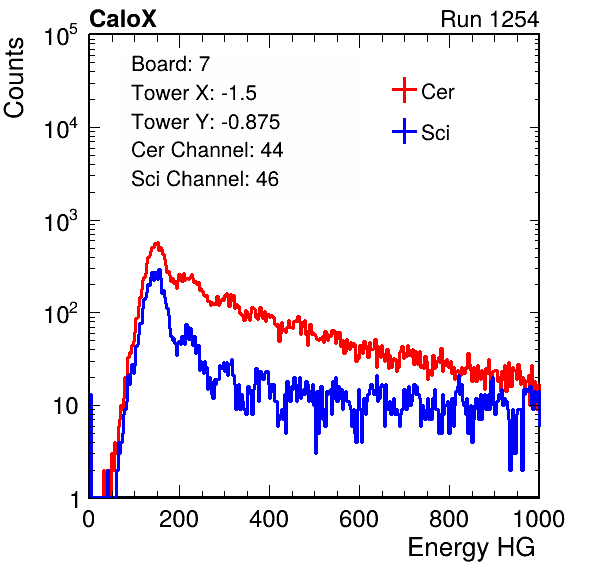 CaloX Run 1254
Counts
10^5
10^4
10^3
10^2
10
1
Board: 7
Tower X: -1.5
Tower Y: -0.875
Cer Channel: 44
Sci Channel: 46
Cer
Sci
0 200 400 600 800 1000
Energy HG